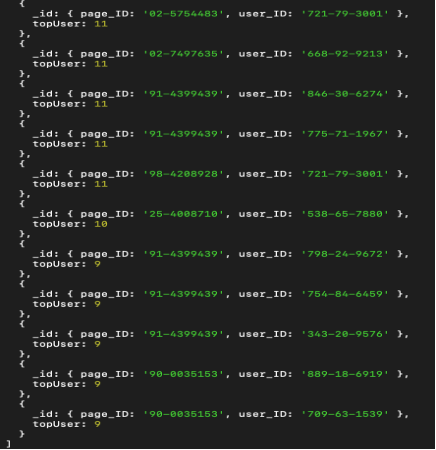 {
_id: { page_ID: '02-5754483', user_ID: '721-79-3001' },
topUser: 11
},
{
_id: { page_ID: '02-7497635', user_ID: '668-92-9213' },
topUser: 11
},
{
_id: { page_ID: '91-4399439', user_ID: '846-30-6274' },
topUser: 11
},
{
_id: { page_ID: '91-4399439', user_ID: '775-71-1967' },
topUser: 11
},
{
_id: { page_ID: '98-4208928', user_ID: '721-79-3001' },
topUser: 11
},
{
_id: { page_ID: '25-4008710', user_ID: '538-65-7880' },
topUser: 10
},
{
_id: { page_ID: '91-4399439', user_ID: '798-24-9672' },
topUser: 9
},
{
_id: { page_ID: '91-4399439', user_ID: '754-84-6459' },
topUser: 9
},
{
_id: { page_ID: '91-4399439', user_ID: '343-20-9576' },
topUser: 9
},
{
_id: { page_ID: '90-0035153', user_ID: '889-18-6919' },
topUser: 9
},
{
_id: { page_ID: '90-0035153', user_ID: '709-63-1539' },
topUser: 9
}
]